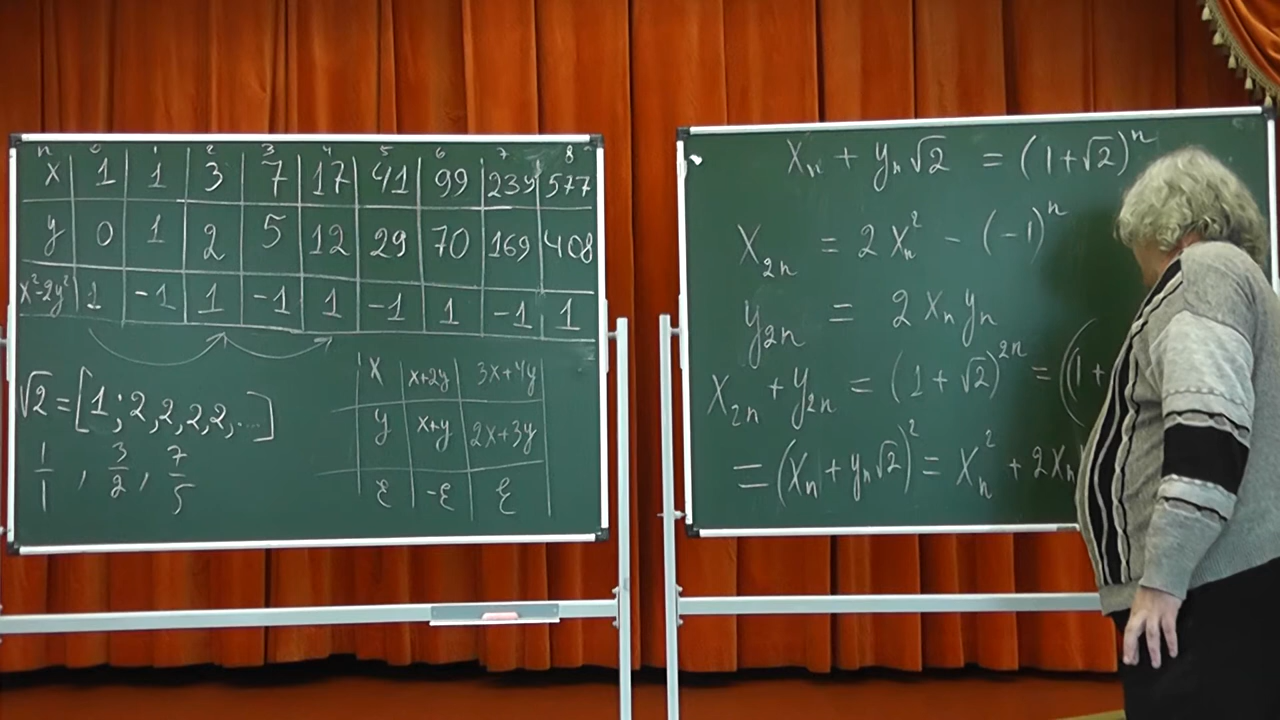 n 0 1 2 3 4 5 6 7 8
x 1 1 3 7 17 41 99 239 577
y 0 1 2 5 12 29 70 169 408
x²-2y² 1 -1 1 -1 1 -1 1 -1 1
√2 = [1; 2, 2, 2, 2, ...]
1/1 , 3/2 , 7/5
x x+2y 3x+4y
y x+y 2x+3y
ξ -ξ ξ
Xₙ + yₙ√2 = (1+√2)ⁿ
X₂ₙ = 2Xₙ² - (-1)ⁿ
y₂ₙ = 2xₙyₙ
X₂ₙ + y₂ₙ = (1+√2)²ⁿ = ((1+
= (Xₙ + yₙ√2)² = Xₙ² + 2Xₙ